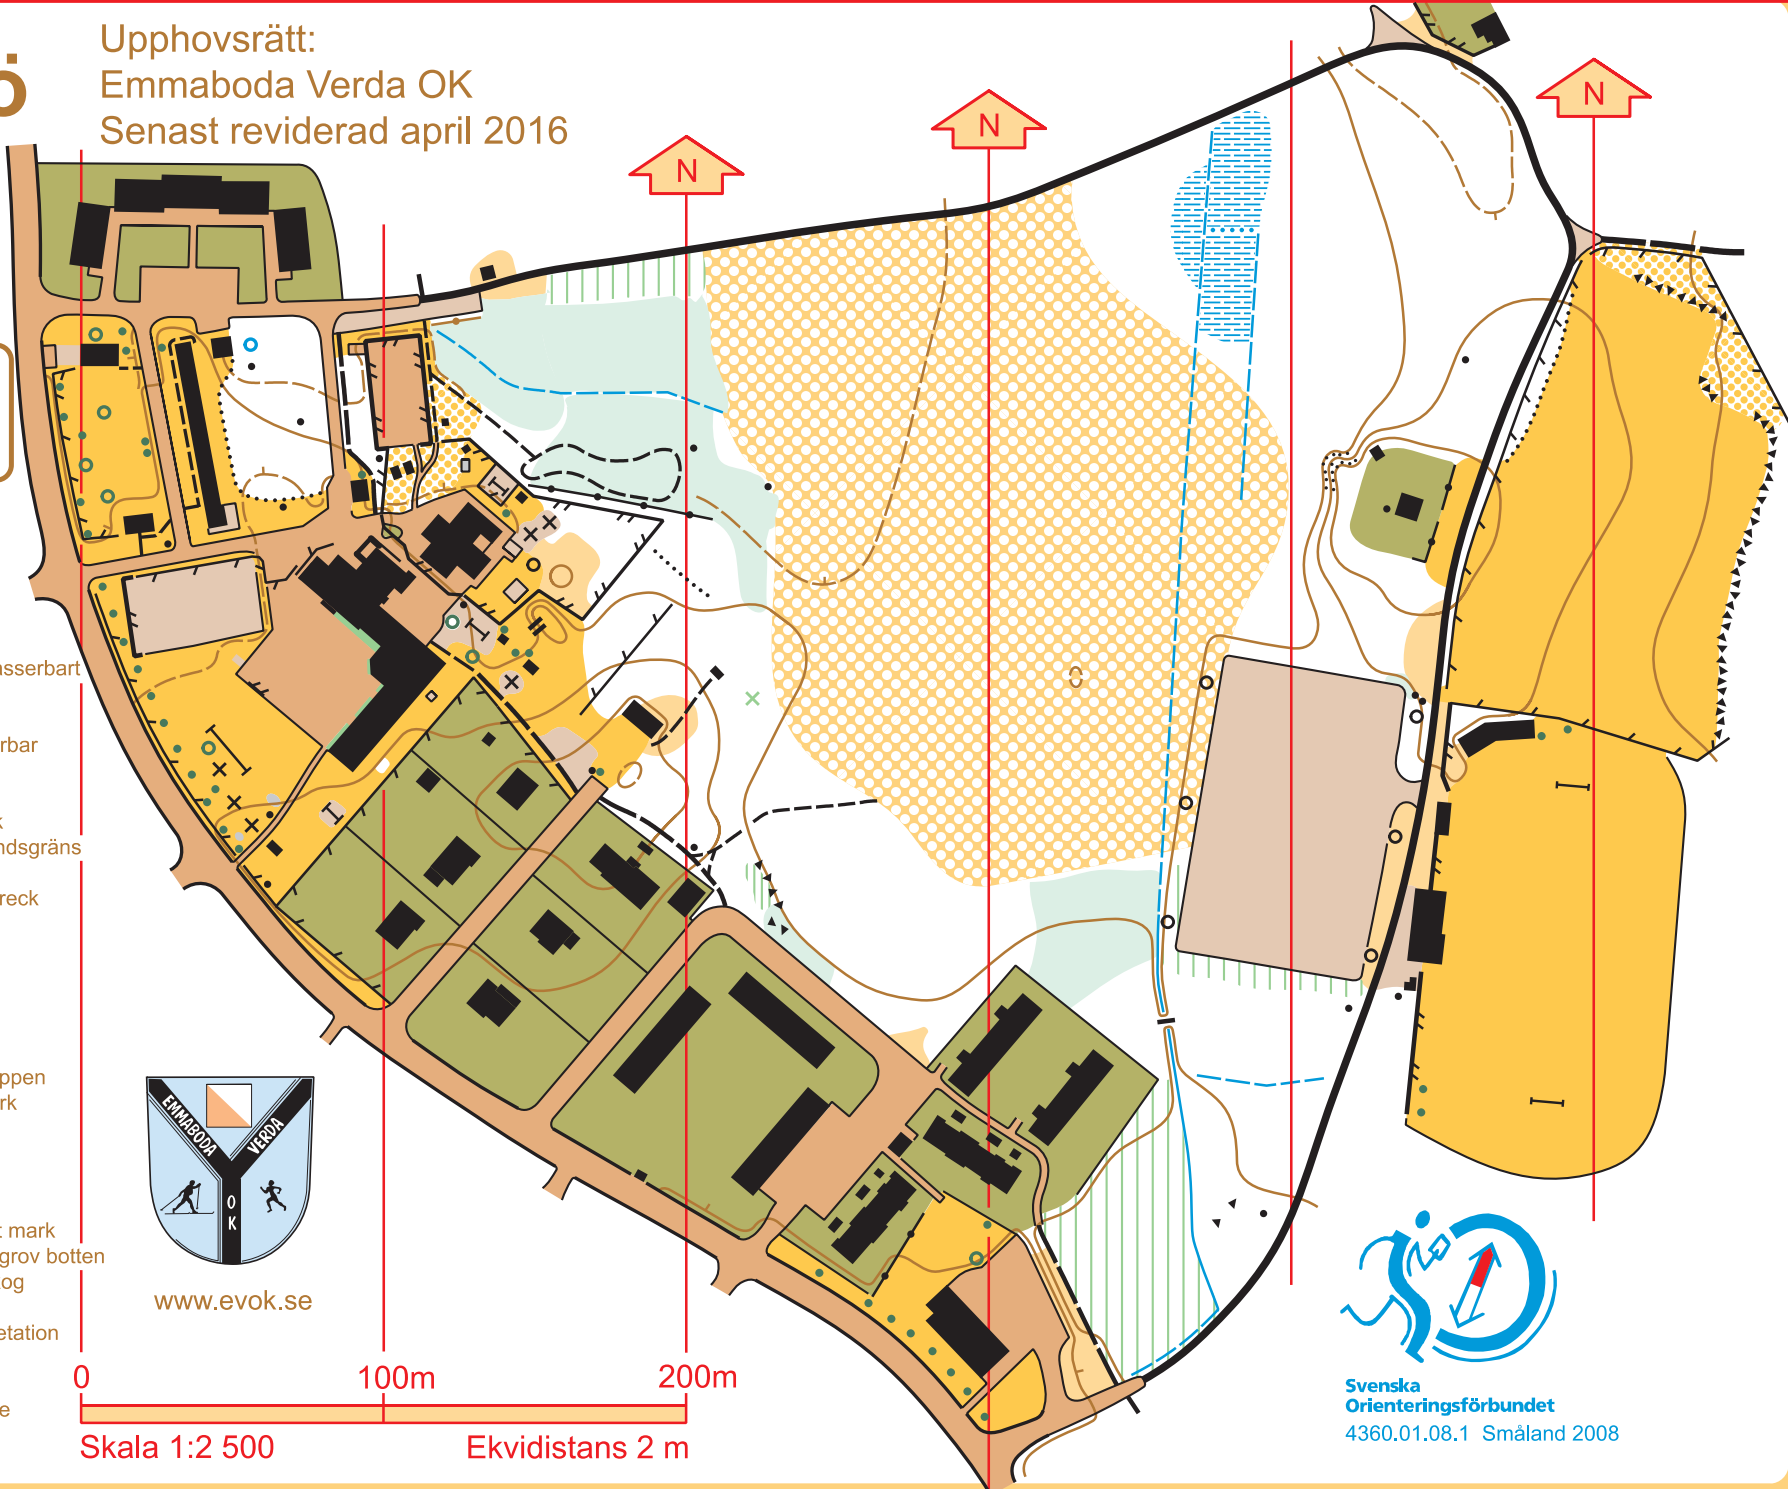 Ö
Upphovsrätt:
Emmaboda Verda OK
Senast reviderad april 2016
N
N
N
asserbart
rbar
k
ndsgräns
reck
ppen
rk
t mark
grov botten
og
etation
e
EMMABODA
VERDA
O
K
www.evok.se
0
100m
200m
Skala 1:2 500
Ekvidistans 2 m
Svenska
Orienteringsförbundet
4360.01.08.1 Småland 2008